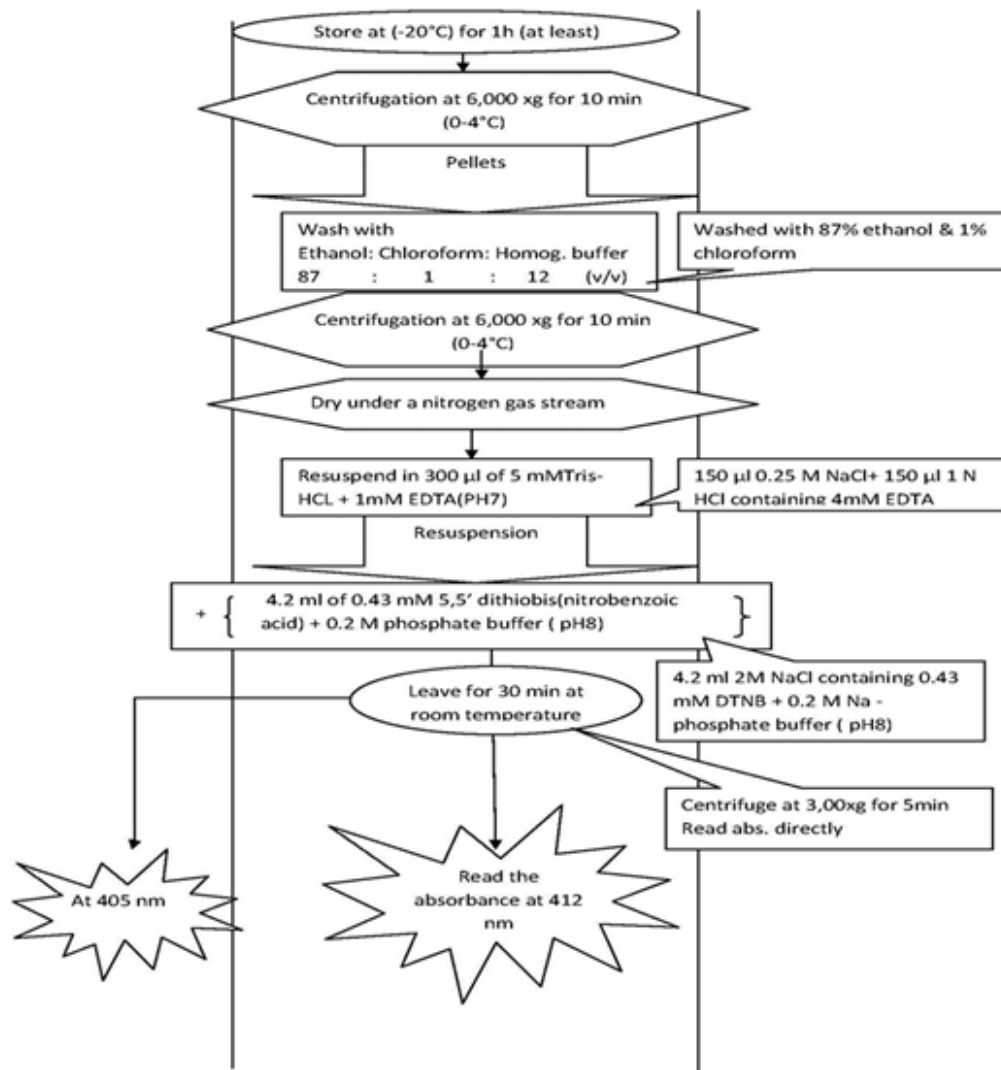 Store at (-20°C) for 1h (at least)
Centrifugation at 6,000 xg for 10 min
(0-4°C)
Pellets
Wash with
Ethanol: Chloroform: Homog. buffer
87 : 1 : 12 (v/v)
Washed with 87% ethanol & 1%
chloroform
Centrifugation at 6,000 xg for 10 min
(0-4°C)
Dry under a nitrogen gas stream
Resuspend in 300 µl of 5 mMTris-
HCL + 1mM EDTA(PH7)
150 µl 0.25 M NaCl+ 150 µl 1 N
HCl containing 4mM EDTA
Resuspension
+ { 4.2 ml of 0.43 mM 5,5’ dithiobis(nitrobenzoic
acid) + 0.2 M phosphate buffer ( pH8) }
4.2 ml 2M NaCl containing 0.43
mM DTNB + 0.2 M Na -
phosphate buffer ( pH8)
Leave for 30 min at
room temperature
Centrifuge at 3,00xg for 5min
Read abs. directly
At 405 nm
Read the
absorbance at 412
nm